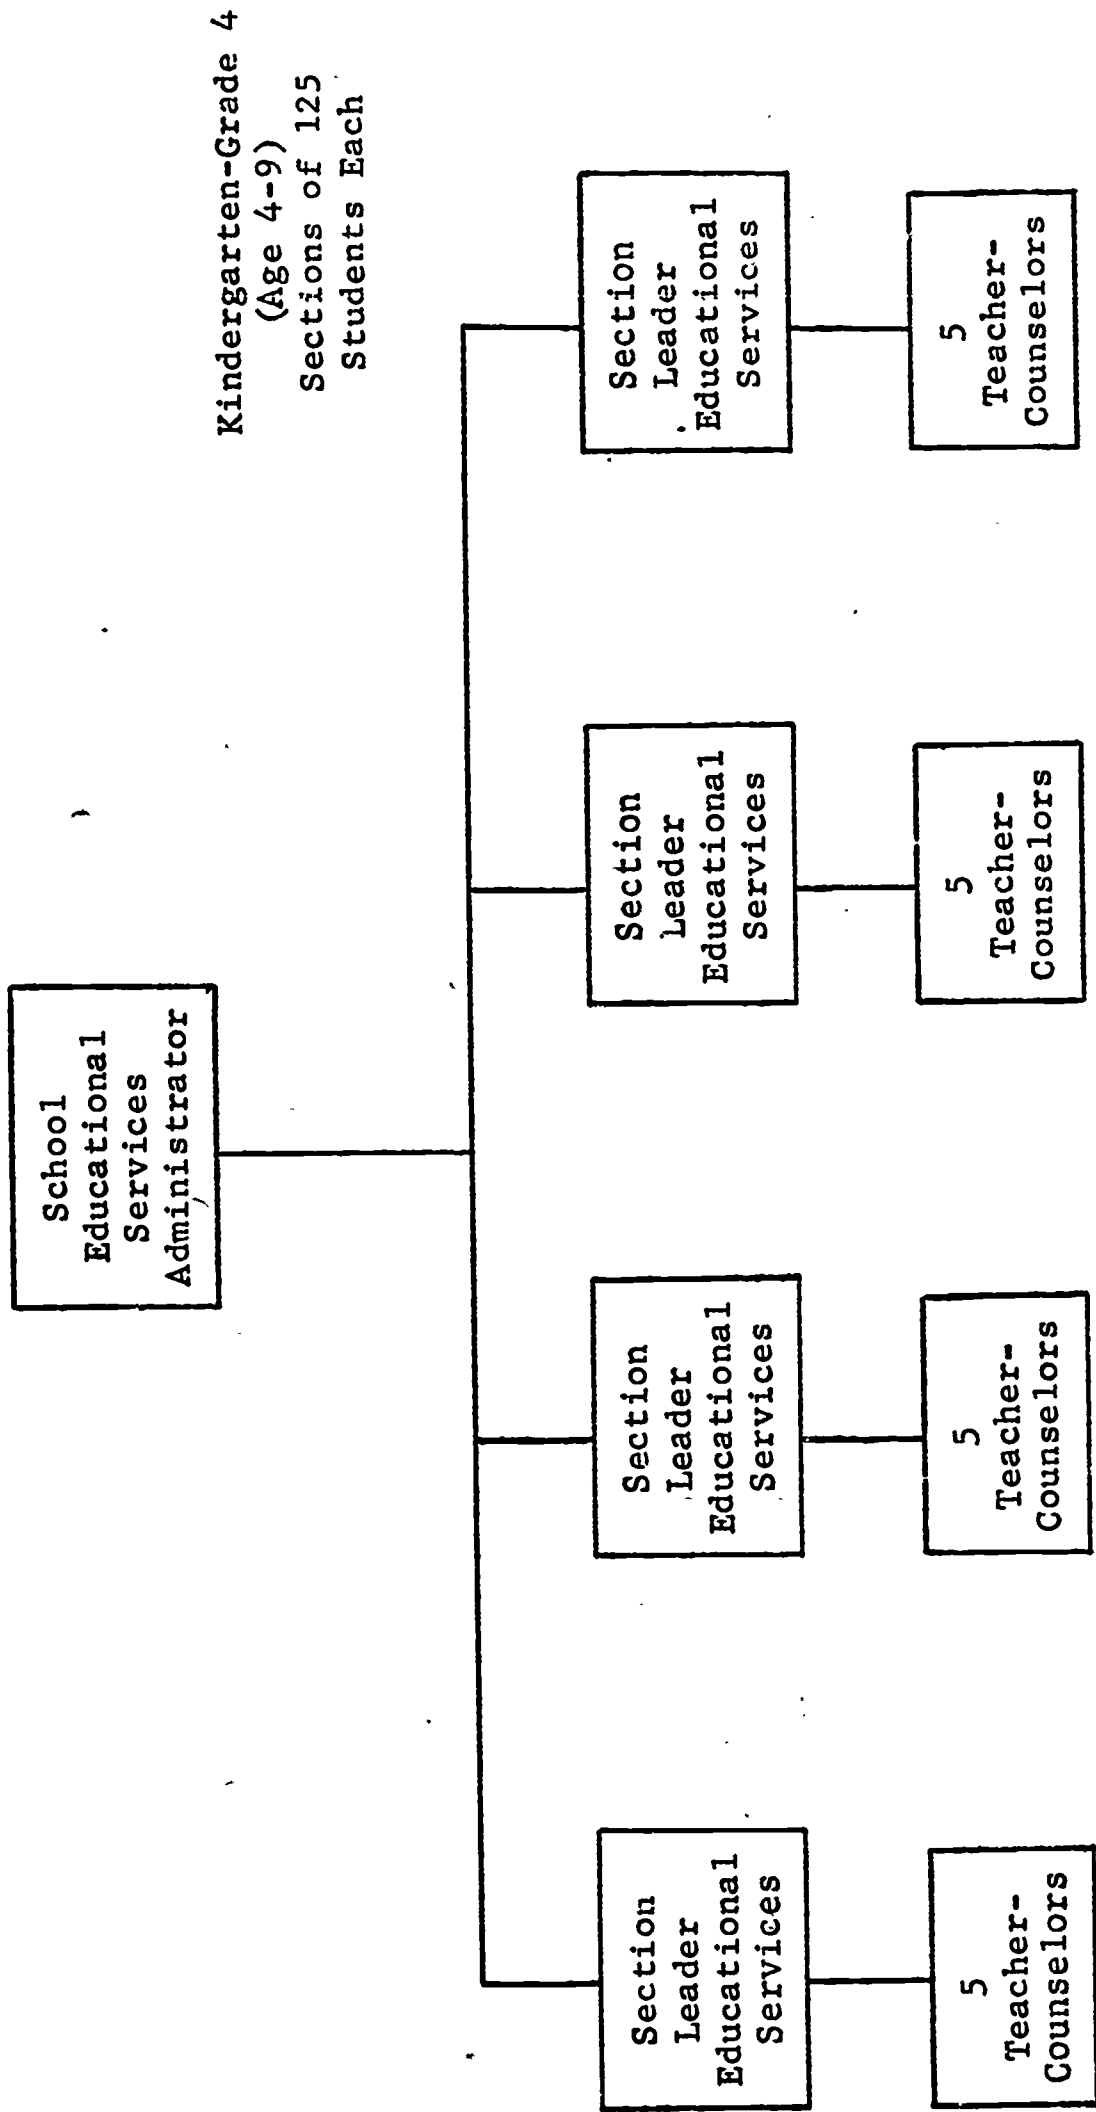 Kindergarten-Grade 4
(Age 4-9)
Sections of 125
Students Each
School
Educational
Services
Administrator
Section
Leader
Educational
Services
5
Teacher-
Counselors
Section
Leader
Educational
Services
5
Teacher-
Counselors
Section
Leader
Educational
Services
5
Teacher-
Counselors
Section
Leader
Educational
Services
5
Teacher-
Counselors